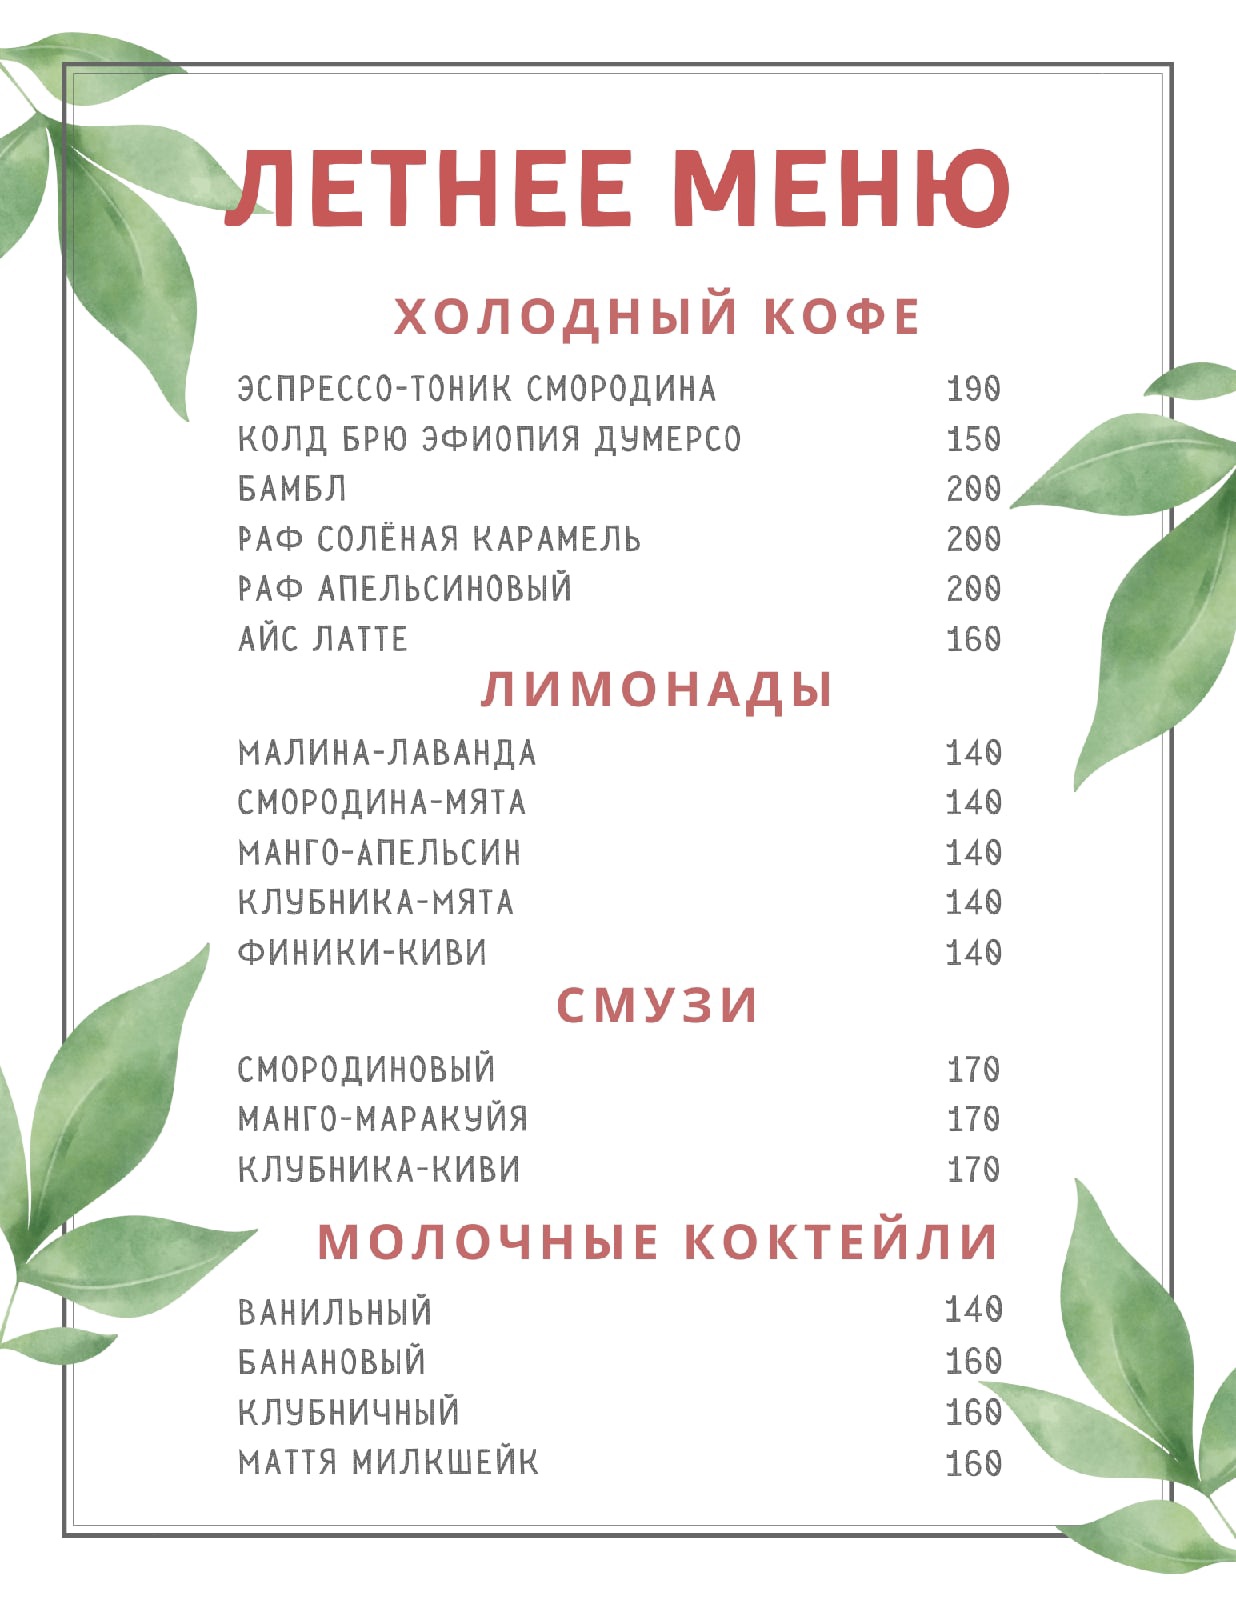 ЛЕТНЕЕ МЕНЮ
ХОЛОДНЫЙ КОФЕ
ЭСПРЕССО-ТОНИК СМОРОДИНА 190
КОЛД БРЮ ЭФИОПИЯ ДУМЕРСО 150
БАМБЛ 200
РАФ СОЛЁНАЯ КАРАМЕЛЬ 200
РАФ АПЕЛЬСИНОВЫЙ 200
АЙС ЛАТТЕ 160
ЛИМОНАДЫ
МАЛИНА-ЛАВАНДА 140
СМОРОДИНА-МЯТА 140
МАНГО-АПЕЛЬСИН 140
КЛУБНИКА-МЯТА 140
ФИНИКИ-КИВИ 140
СМУЗИ
СМОРОДИНОВЫЙ 170
МАНГО-МАРАКУЙЯ 170
КЛУБНИКА-КИВИ 170
МОЛОЧНЫЕ КОКТЕЙЛИ
ВАНИЛЬНЫЙ 140
БАНАНОВЫЙ 160
КЛУБНИЧНЫЙ 160
МАТТЯ МИЛКШЕЙК 160